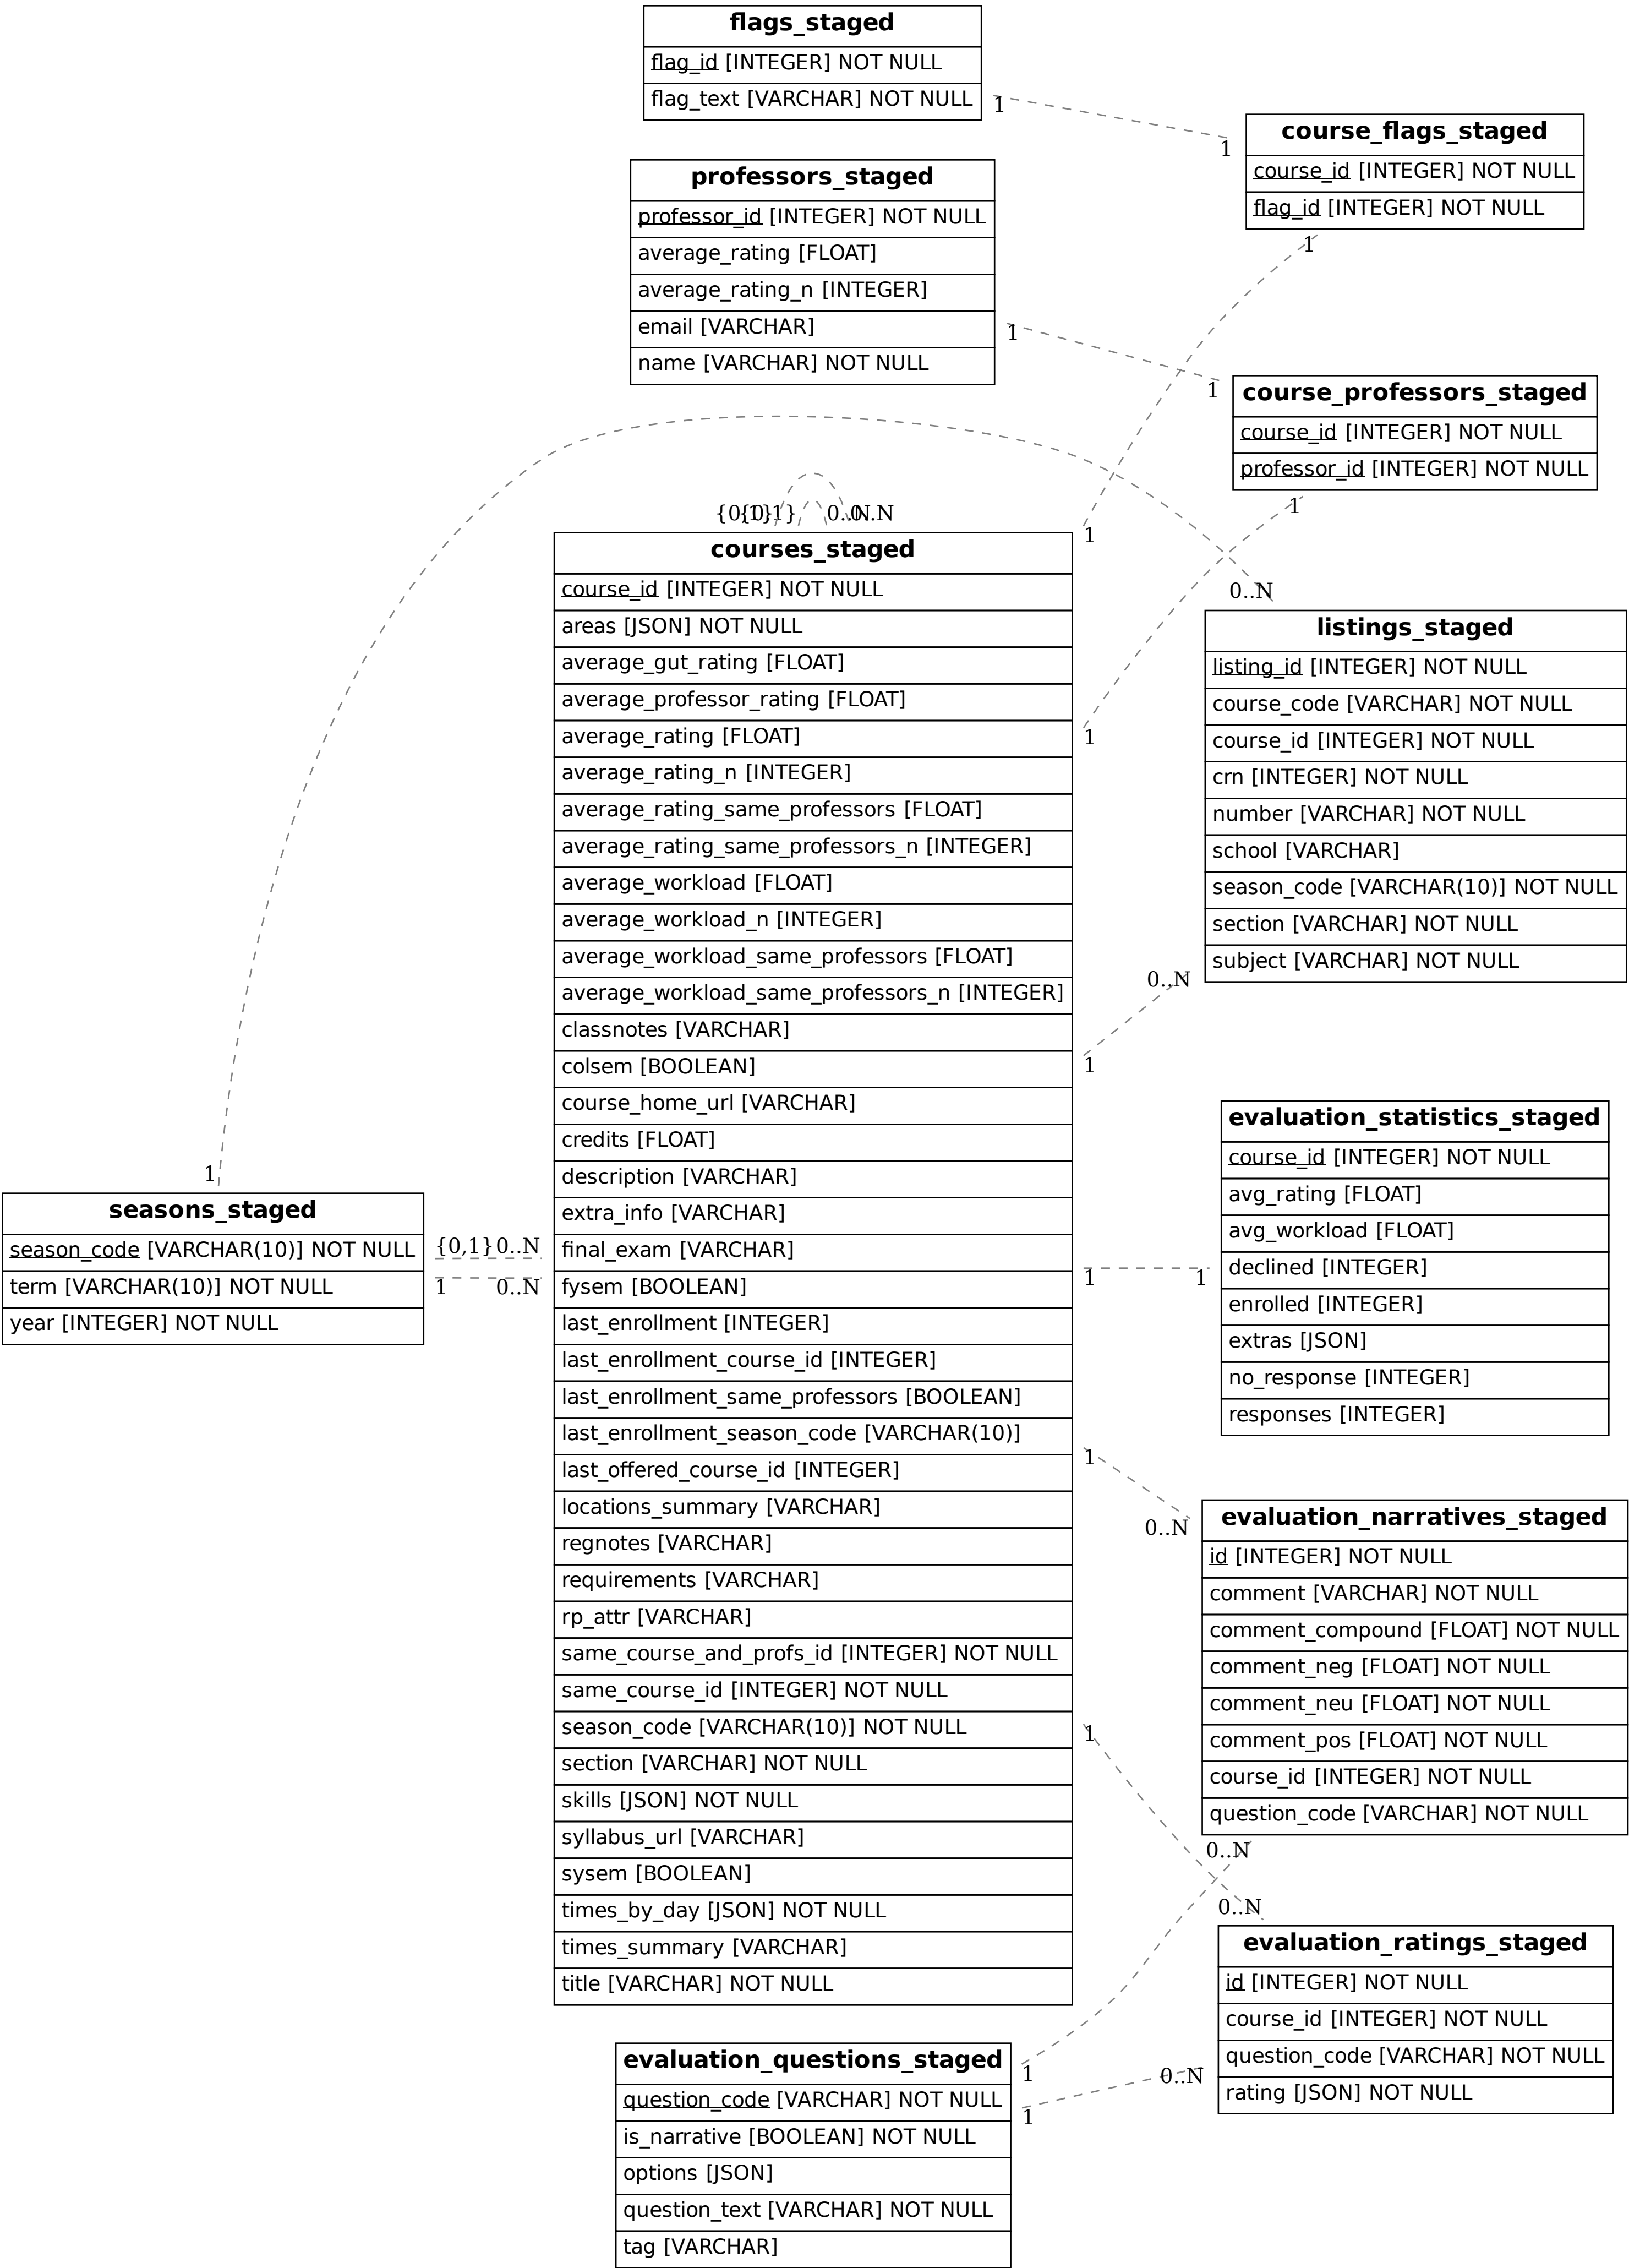 flags_staged
flag_id [INTEGER] NOT NULL
flag_text [VARCHAR] NOT NULL
1
1
course_flags_staged
course_id [INTEGER] NOT NULL
flag_id [INTEGER] NOT NULL
1
professors_staged
professor_id [INTEGER] NOT NULL
average_rating [FLOAT]
average_rating_n [INTEGER]
email [VARCHAR]
name [VARCHAR] NOT NULL
1
1
course_professors_staged
course_id [INTEGER] NOT NULL
professor_id [INTEGER] NOT NULL
1
{0,1}
{0,1}
0..N
0..N
courses_staged
course_id [INTEGER] NOT NULL
areas [JSON] NOT NULL
average_gut_rating [FLOAT]
average_professor_rating [FLOAT]
average_rating [FLOAT]
average_rating_n [INTEGER]
average_rating_same_professors [FLOAT]
average_rating_same_professors_n [INTEGER]
average_workload [FLOAT]
average_workload_n [INTEGER]
average_workload_same_professors [FLOAT]
average_workload_same_professors_n [INTEGER]
classnotes [VARCHAR]
colsem [BOOLEAN]
course_home_url [VARCHAR]
credits [FLOAT]
description [VARCHAR]
extra_info [VARCHAR]
final_exam [VARCHAR]
fysem [BOOLEAN]
last_enrollment [INTEGER]
last_enrollment_course_id [INTEGER]
last_enrollment_same_professors [BOOLEAN]
last_enrollment_season_code [VARCHAR(10)]
last_offered_course_id [INTEGER]
locations_summary [VARCHAR]
regnotes [VARCHAR]
requirements [VARCHAR]
rp_attr [VARCHAR]
same_course_and_profs_id [INTEGER] NOT NULL
same_course_id [INTEGER] NOT NULL
season_code [VARCHAR(10)] NOT NULL
section [VARCHAR] NOT NULL
skills [JSON] NOT NULL
syllabus_url [VARCHAR]
sysem [BOOLEAN]
times_by_day [JSON] NOT NULL
times_summary [VARCHAR]
title [VARCHAR] NOT NULL
1
1
1
1
1
1
0..N
listings_staged
listing_id [INTEGER] NOT NULL
course_code [VARCHAR] NOT NULL
course_id [INTEGER] NOT NULL
crn [INTEGER] NOT NULL
number [VARCHAR] NOT NULL
school [VARCHAR]
season_code [VARCHAR(10)] NOT NULL
section [VARCHAR] NOT NULL
subject [VARCHAR] NOT NULL
0..N
1
seasons_staged
season_code [VARCHAR(10)] NOT NULL
term [VARCHAR(10)] NOT NULL
year [INTEGER] NOT NULL
{0,1} 0..N
1 0..N
evaluation_statistics_staged
course_id [INTEGER] NOT NULL
avg_rating [FLOAT]
avg_workload [FLOAT]
declined [INTEGER]
enrolled [INTEGER]
extras [JSON]
no_response [INTEGER]
responses [INTEGER]
1
0..N
evaluation_narratives_staged
id [INTEGER] NOT NULL
comment [VARCHAR] NOT NULL
comment_compound [FLOAT] NOT NULL
comment_neg [FLOAT] NOT NULL
comment_neu [FLOAT] NOT NULL
comment_pos [FLOAT] NOT NULL
course_id [INTEGER] NOT NULL
question_code [VARCHAR] NOT NULL
0..N
0..N
evaluation_ratings_staged
id [INTEGER] NOT NULL
course_id [INTEGER] NOT NULL
question_code [VARCHAR] NOT NULL
rating [JSON] NOT NULL
0..N
evaluation_questions_staged
question_code [VARCHAR] NOT NULL
is_narrative [BOOLEAN] NOT NULL
options [JSON]
question_text [VARCHAR] NOT NULL
tag [VARCHAR]
1
1